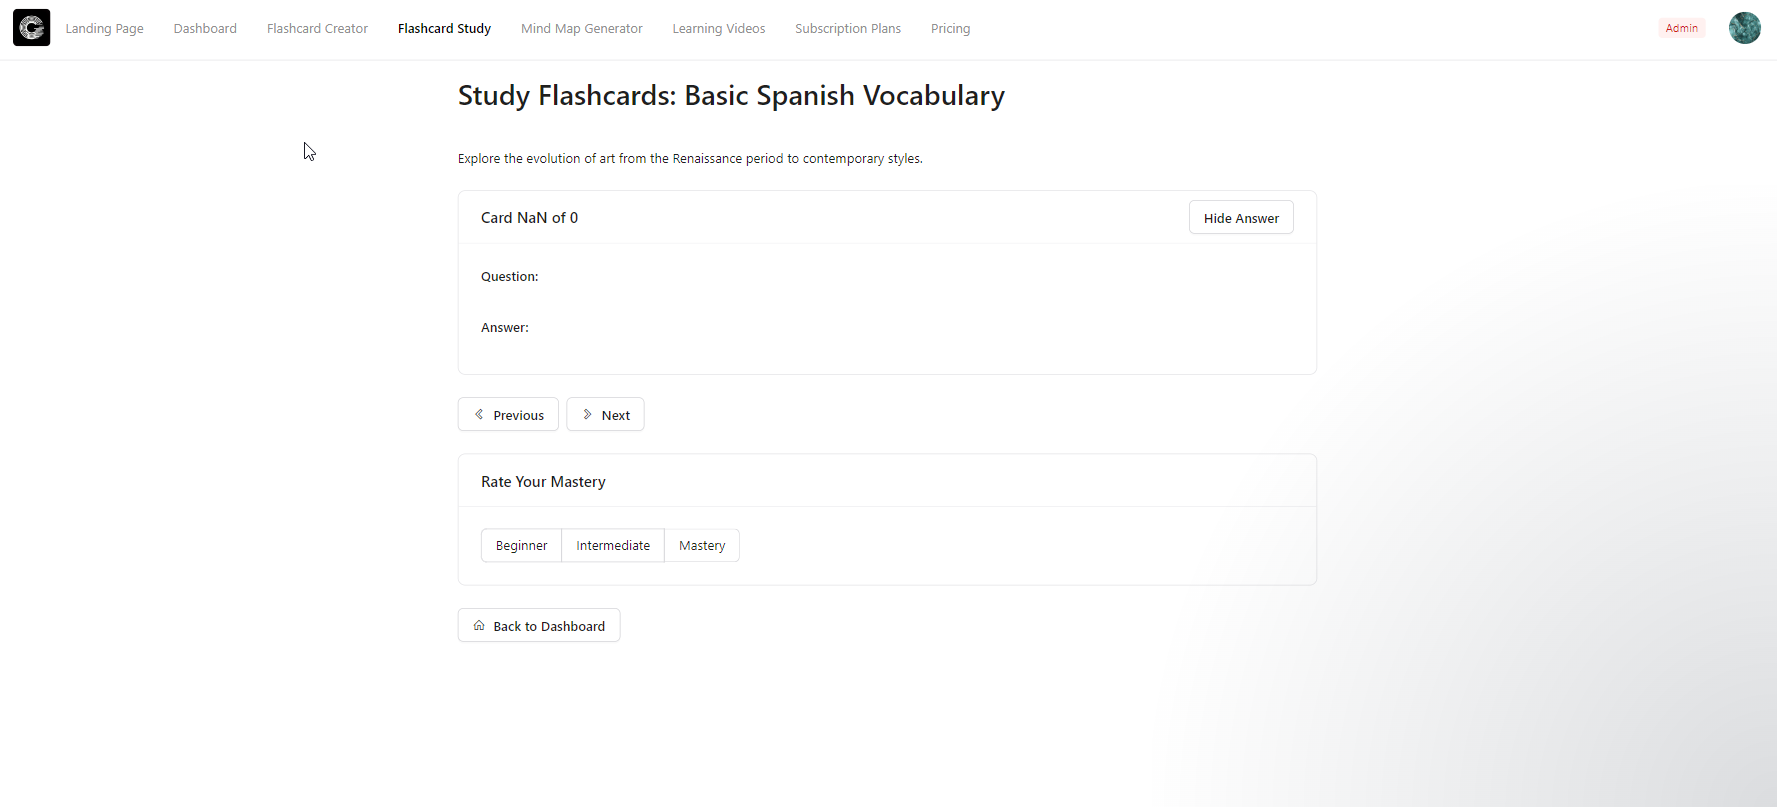 Landing Page Dashboard Flashcard Creator Flashcard Study Mind Map Generator Learning Videos Subscription Plans Pricing Admin
Study Flashcards: Basic Spanish Vocabulary
Explore the evolution of art from the Renaissance period to contemporary styles.
Card NaN of 0 Hide Answer
Question:
Answer:
Previous Next
Rate Your Mastery
Beginner Intermediate Mastery
Back to Dashboard